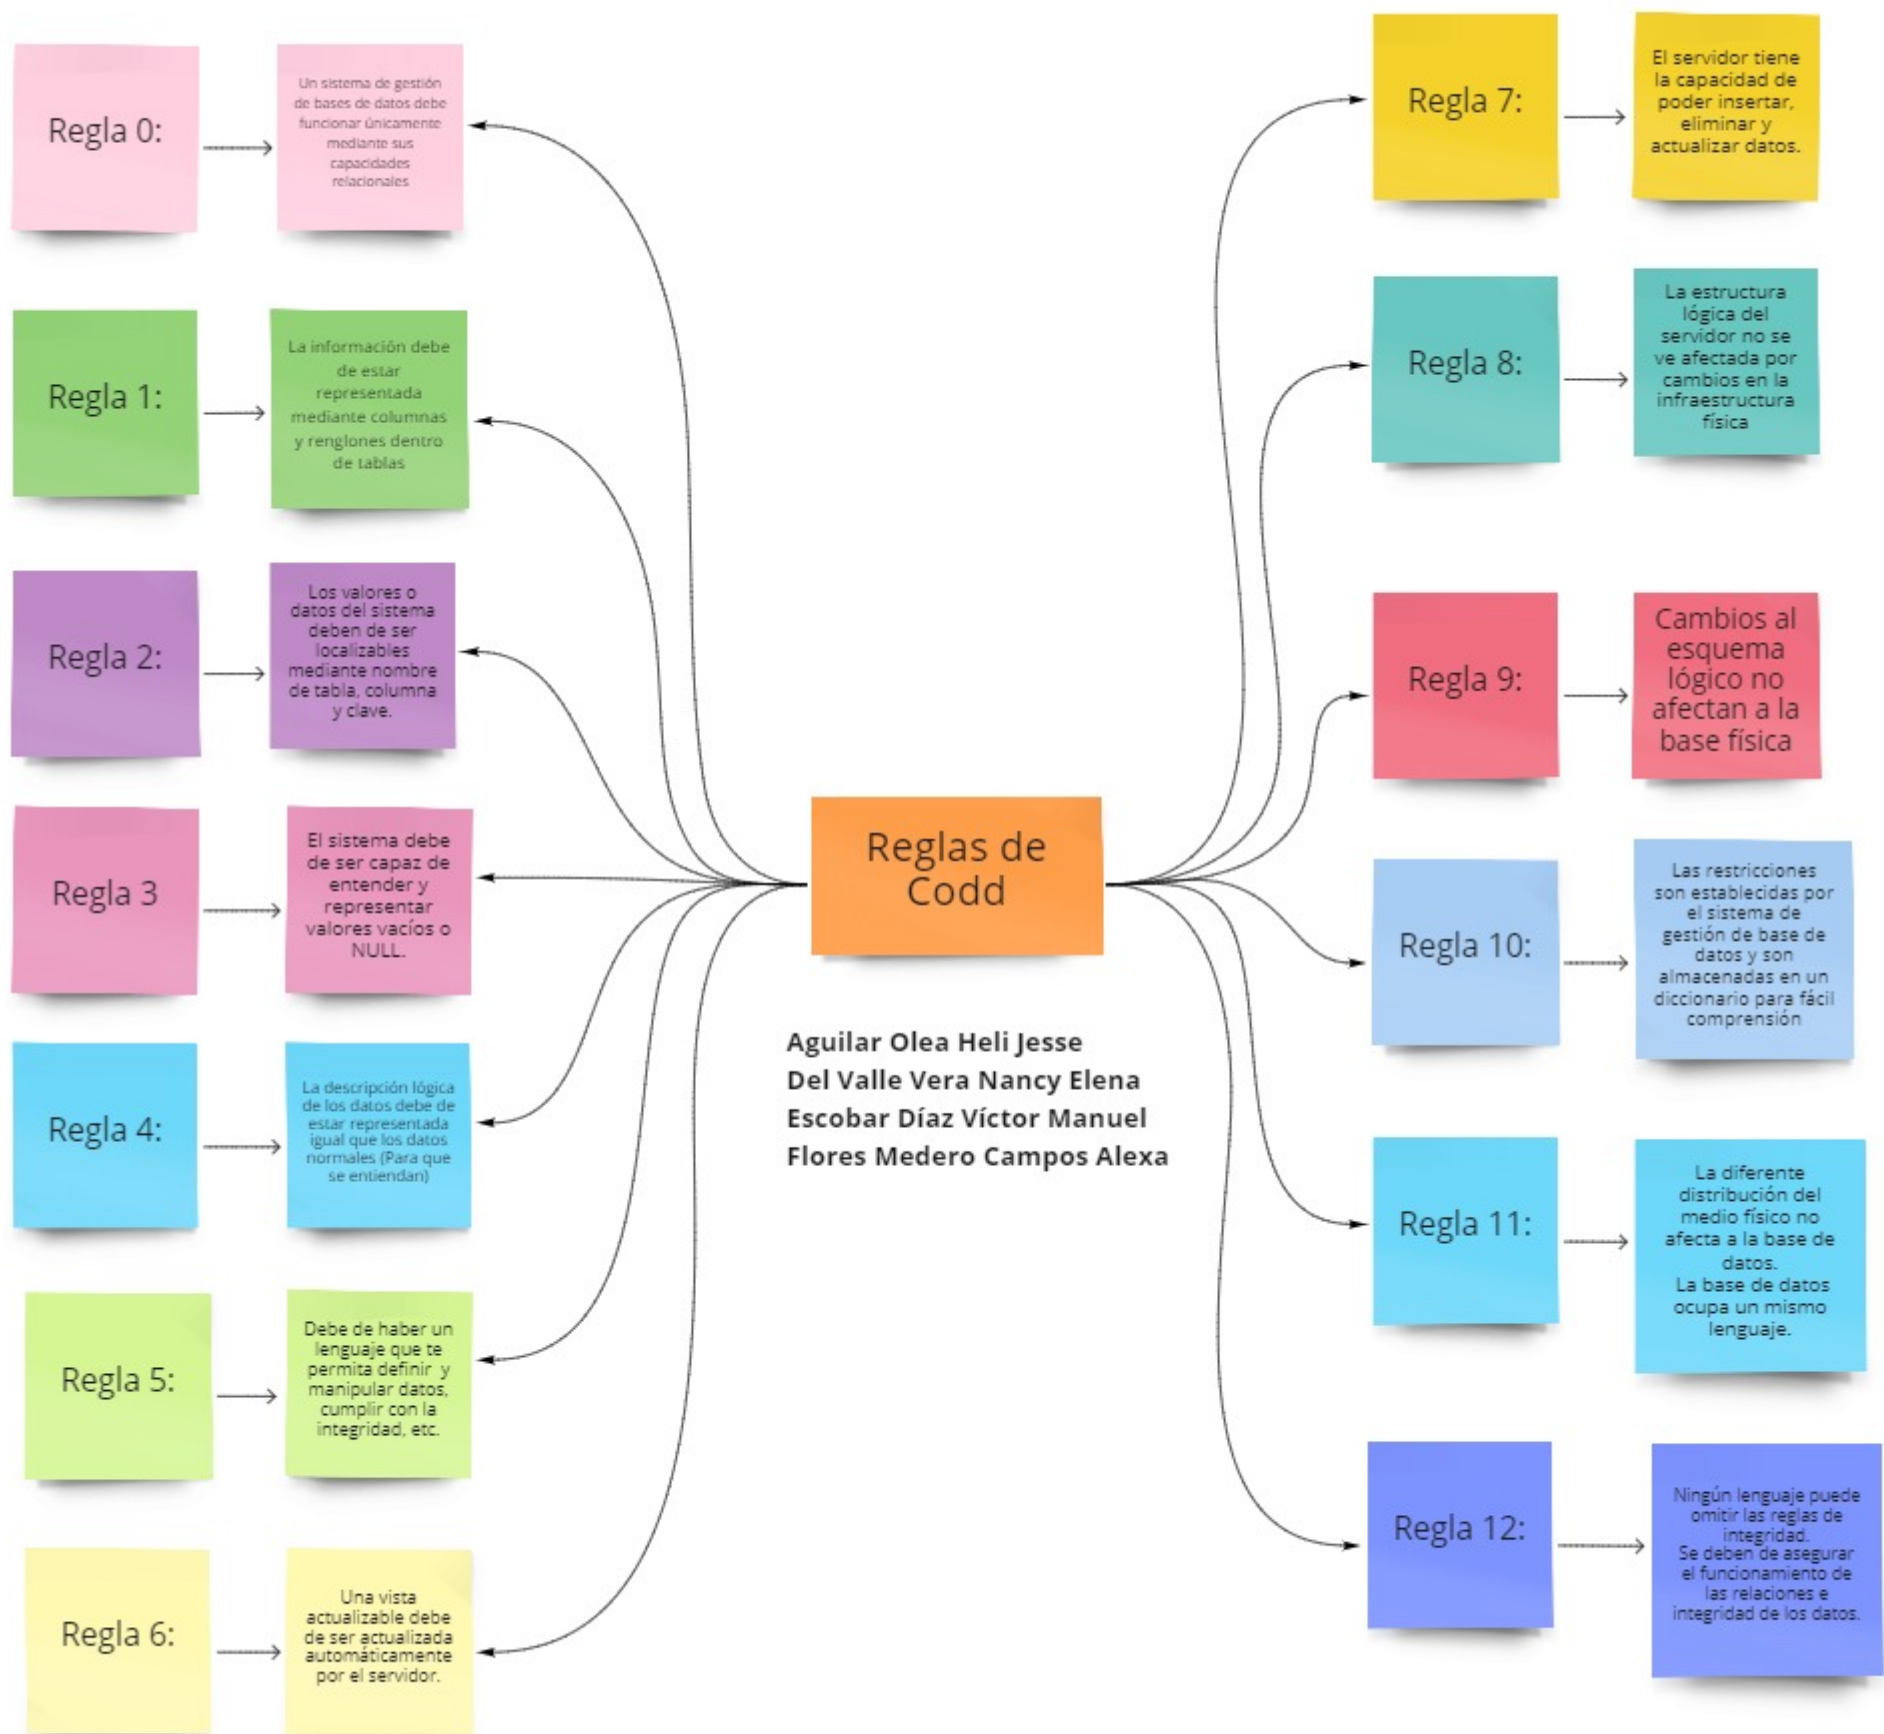 Regla 0:
Un sistema de gestión
de bases de datos debe
funcionar únicamente
mediante sus
capacidades
relacionales
Regla 1:
La información debe
de estar
representada
mediante columnas
y renglones dentro
de tablas
Regla 2:
Los valores o
datos del sistema
deben de ser
localizables
mediante nombre
de tabla, columna
y clave.
Regla 3
El sistema debe
de ser capaz de
entender y
representar
valores vacíos o
NULL.
Regla 4:
La descripción lógica
de los datos debe de
estar representada
igual que los datos
normales (Para que
se entiendan)
Regla 5:
Debe de haber un
lenguaje que te
permita definir y
manipular datos,
cumplir con la
integridad, etc.
Regla 6:
Una vista
actualizable debe
de ser actualizada
automáticamente
por el servidor.
Reglas de
Codd
Aguilar Olea Heli Jesse
Del Valle Vera Nancy Elena
Escobar Díaz Víctor Manuel
Flores Medero Campos Alexa
Regla 7:
El servidor tiene
la capacidad de
poder insertar,
eliminar y
actualizar datos.
Regla 8:
La estructura
lógica del
servidor no se
ve afectada por
cambios en la
infraestructura
física
Regla 9:
Cambios al
esquema
lógico no
afectan a la
base física
Regla 10:
Las restricciones
son establecidas por
el sistema de
gestión de base de
datos y son
almacenadas en un
diccionario para fácil
comprensión
Regla 11:
La diferente
distribución del
medio físico no
afecta a la base de
datos.
La base de datos
ocupa un mismo
lenguaje.
Regla 12:
Ningún lenguaje puede
omitir las reglas de
integridad.
Se deben de asegurar
el funcionamiento de
las relaciones e
integridad de los datos.